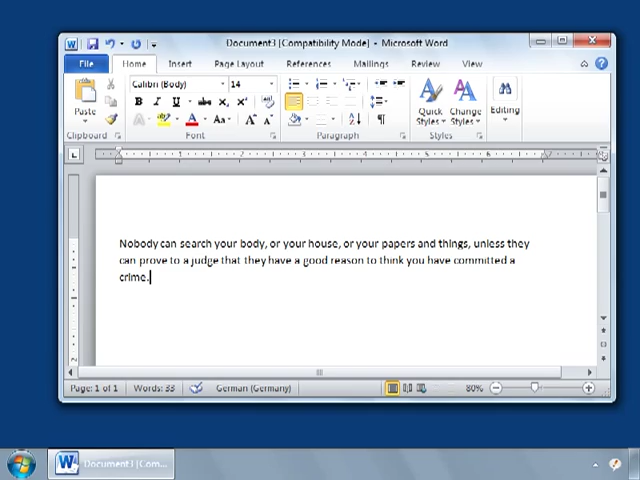 Document3 [Compatibility Mode] - Microsoft Word
File Home Insert Page Layout References Mailings Review View
Calibri (Body) 14
Paste
Quick Styles
Change Styles
Editing
Clipboard Font Paragraph Styles
Nobody can search your body, or your house, or your papers and things, unless they
can prove to a judge that they have a good reason to think you have committed a
crime.
Page: 1 of 1 Words: 33 German (Germany) 80%
Document3 [Com...